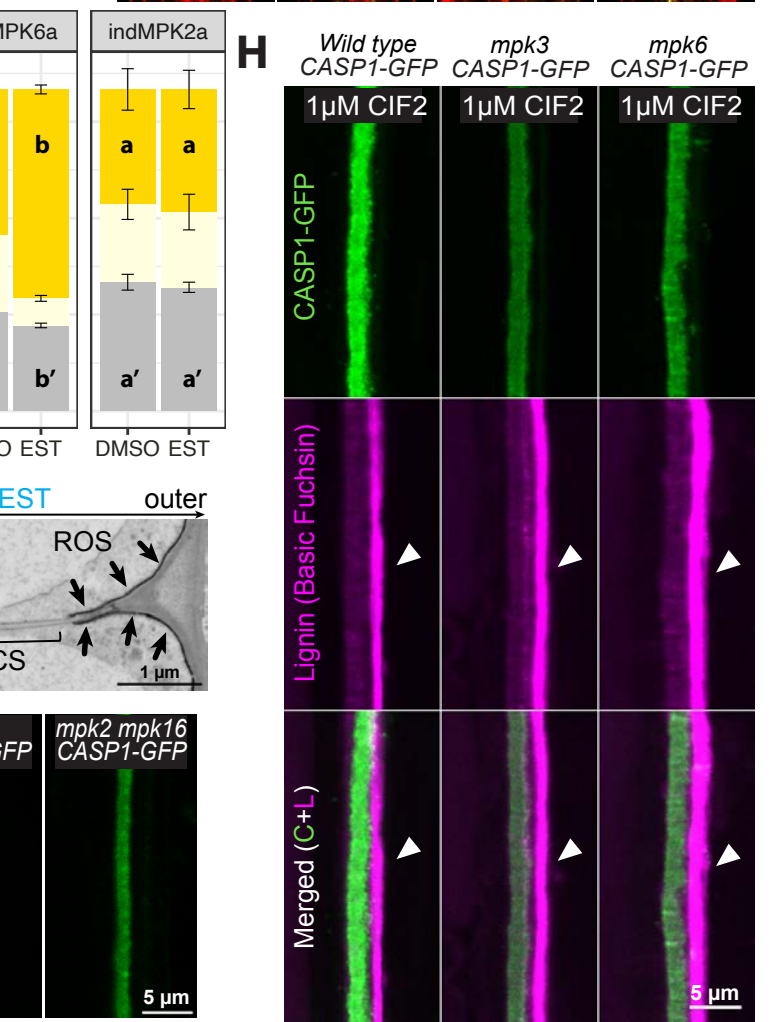 MPK6a
indMPK2a
b
a
a
b′
a′
a′
O EST
DMSO EST
EST
outer
ROS
CS
1 µm
GFP
mpk2 mpk16
CASP1-GFP
5 µm
H
Wild type
CASP1-GFP
mpk3
CASP1-GFP
mpk6
CASP1-GFP
1µM CIF2
1µM CIF2
1µM CIF2
CASP1-GFP
Lignin (Basic Fuchsin)
Merged (C+L)
5 µm